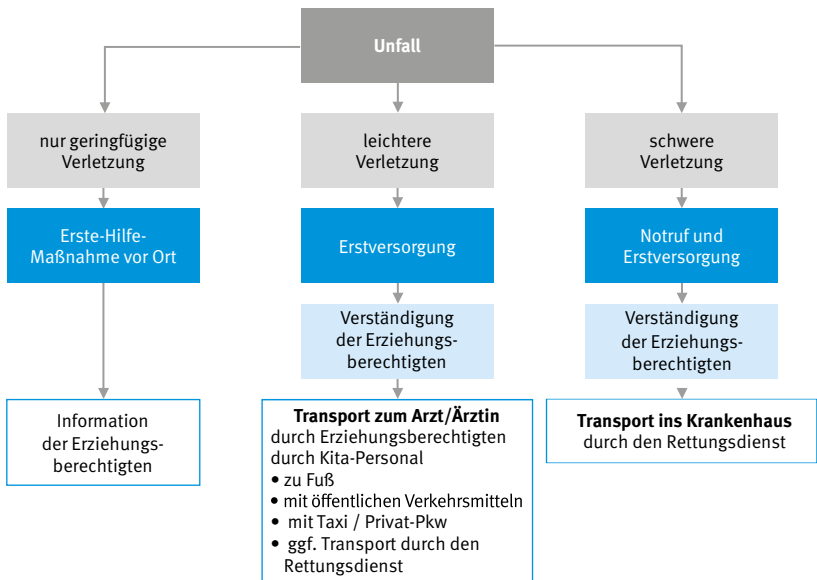 Unfall
nur geringfügige
Verletzung
leichtere
Verletzung
schwere
Verletzung
Erste-Hilfe-
Maßnahme vor Ort
Erstversorgung
Notruf und
Erstversorgung
Verständigung
der Erziehungs-
berechtigten
Verständigung
der Erziehungs-
berechtigten
Information
der Erziehungs-
berechtigten
Transport zum Arzt/Ärztin
durch Erziehungsberechtigten
durch Kita-Personal
• zu Fuß
• mit öffentlichen Verkehrsmitteln
• mit Taxi / Privat-Pkw
• ggf. Transport durch den
Rettungsdienst
Transport ins Krankenhaus
durch den Rettungsdienst